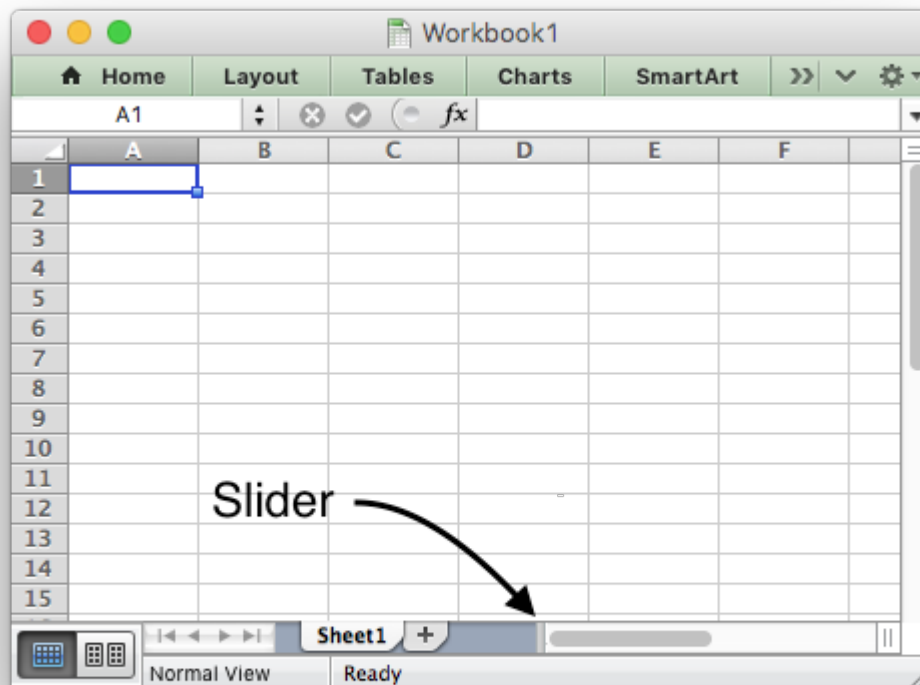 Workbook1
Home Layout Tables Charts SmartArt
A1 fx
A B C D E F
1
2
3
4
5
6
7
8
9
10
11
Slider
12
13
14
15
Sheet1 +
Normal View Ready